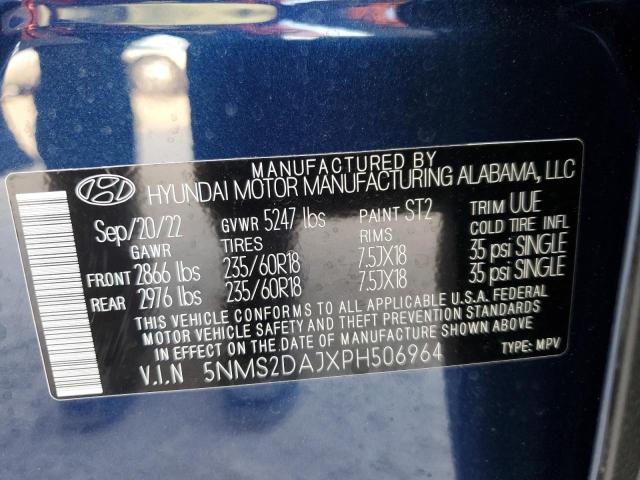 MANUFACTURED BY
HYUNDAI MOTOR MANUFACTURING ALABAMA, LLC
Sep/20/22 GVWR 5247 lbs PAINT ST2 TRIM UUE
GAWR TIRES RIMS COLD TIRE INFL
FRONT 2866 lbs 235/60R18 7.5JX18 35 psi SINGLE
REAR 2976 lbs 235/60R18 7.5JX18 35 psi SINGLE
THIS VEHICLE CONFORMS TO ALL APPLICABLE U.S.A. FEDERAL
MOTOR VEHICLE SAFETY AND THEFT PREVENTION STANDARDS
IN EFFECT ON THE DATE OF MANUFACTURE SHOWN ABOVE.
V.I.N 5NMS2DAJXPH506964 TYPE: MPV